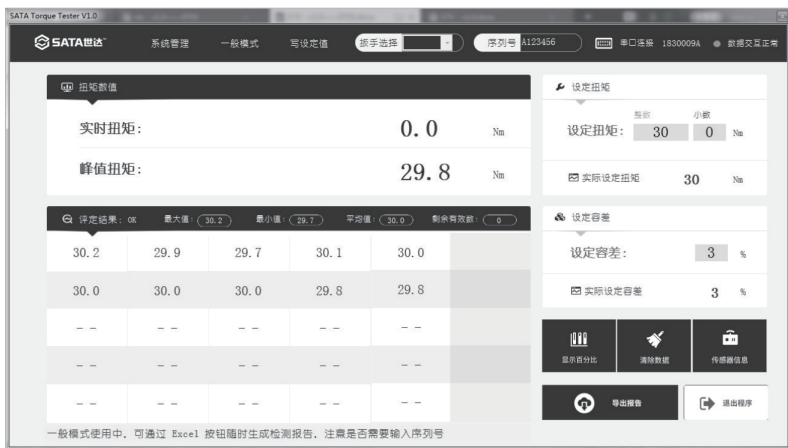 SATA Torque Tester V1.0
SATA世达 系统管理 一般模式 写设定值 扳手选择 序列号 A123456 串口连接 1830009A 数据交互正常
扭矩数值
实时扭矩: 0.0 Nm
峰值扭矩: 29.8 Nm
设定扭矩
整数 小数
设定扭矩: 30 0 Nm
实际设定扭矩 30 Nm
评定结果: OK 最大值: 30.2 最小值: 29.7 平均值: 30.0 剩余有效数: 0
30.2 29.9 29.7 30.1 30.0
30.0 30.0 30.0 29.8 29.8
-- -- -- -- --
-- -- -- -- --
-- -- -- -- --
设定容差
设定容差: 3 %
实际设定容差 3 %
显示百分比 清除数据 传感器信息
导出报告 退出程序
一般模式使用中, 可通过 Excel 按钮随时生成检测报告, 注意是否需要输入序列号